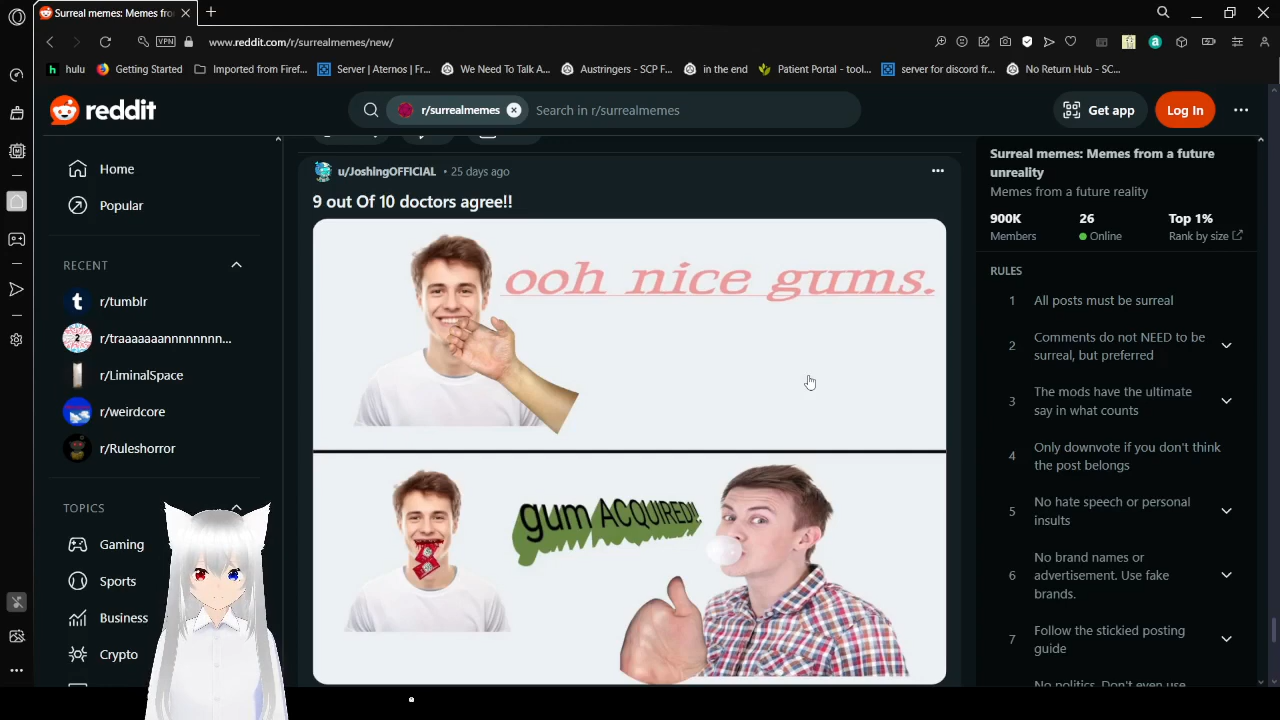 Surreal memes: Memes fro
VPN
www.reddit.com/r/surrealmemes/new/
h hulu
Getting Started
Imported from Firef...
Server | Aternos | Fr...
We Need To Talk A...
Austringers - SCP F...
in the end
Patient Portal - tool...
server for discord fr...
No Return Hub - SC...
reddit
r/surrealmemes
Search in r/surrealmemes
Get app
Log In
Home
Popular
RECENT
r/tumblr
r/traaaaaaannnnnnnn...
r/LiminalSpace
r/weirdcore
r/Ruleshorror
TOPICS
Gaming
Sports
Business
Crypto
u/JoshingOFFICIAL • 25 days ago
9 out Of 10 doctors agree!!
ooh nice gums.
gum ACQUIRED!!
Surreal memes: Memes from a future
unreality
Memes from a future reality
900K
Members
26
Online
Top 1%
Rank by size
RULES
1 All posts must be surreal
2 Comments do not NEED to be
surreal, but preferred
3 The mods have the ultimate
say in what counts
4 Only downvote if you don't think
the post belongs
5 No hate speech or personal
insults
6 No brand names or
advertisement. Use fake
brands.
7 Follow the stickied posting
guide
No politics. Don't even use